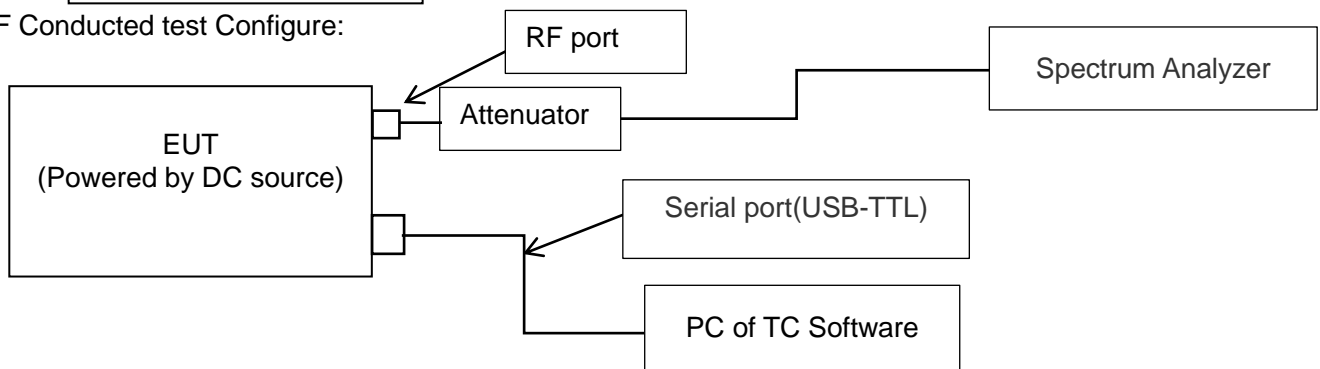 F Conducted test Configure:
RF port
Spectrum Analyzer
Attenuator
EUT
(Powered by DC source)
Serial port(USB-TTL)
PC of TC Software